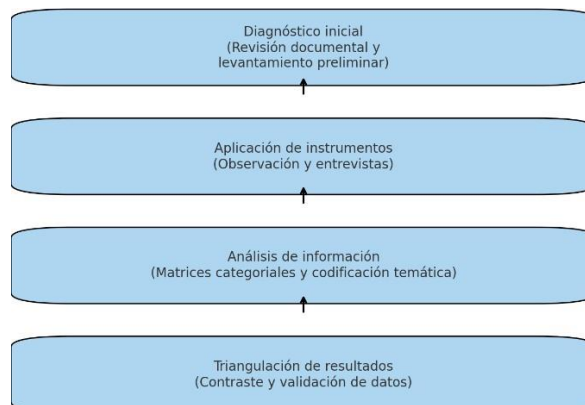 Diagnóstico inicial
(Revisión documental y
levantamiento preliminar)
Aplicación de instrumentos
(Observación y entrevistas)
Análisis de información
(Matrices categoriales y codificación temática)
Triangulación de resultados
(Contraste y validación de datos)